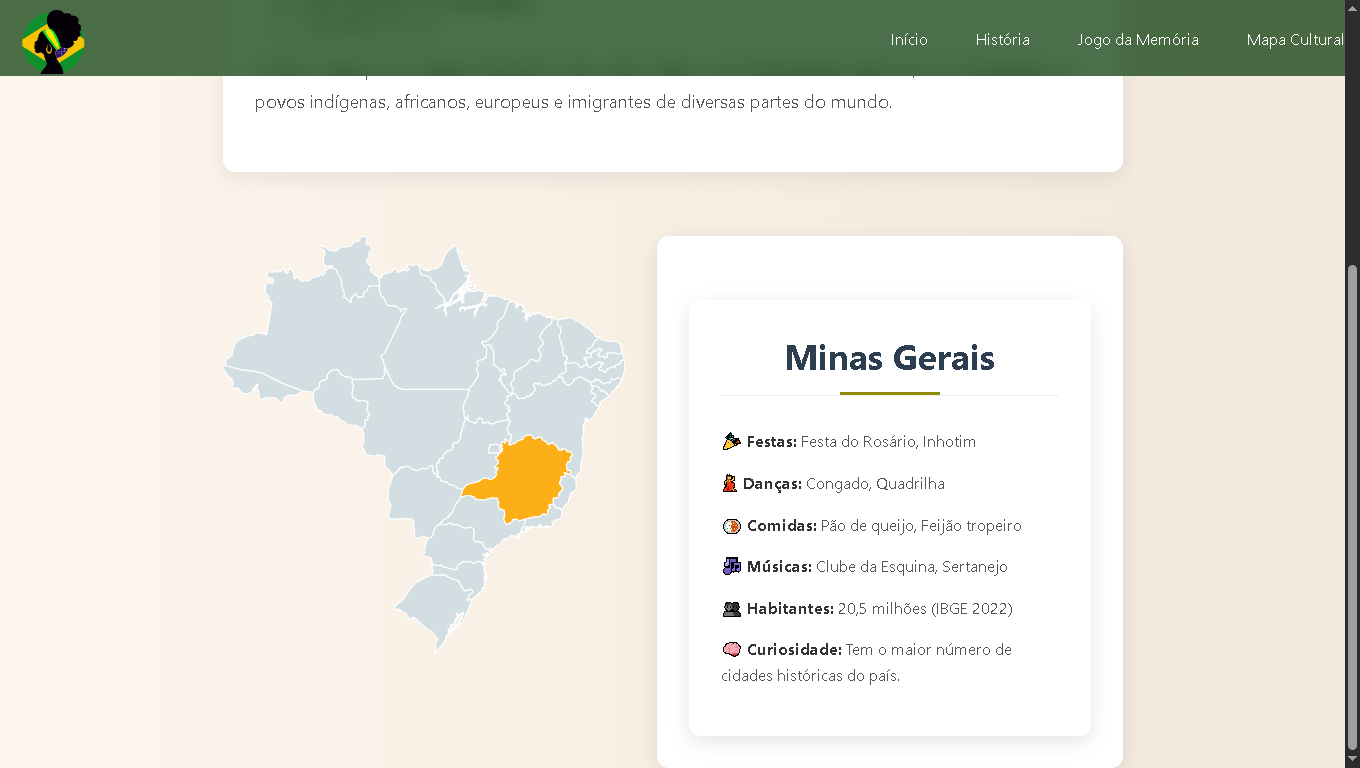 Início
História
Jogo da Memória
Mapa Cultural
povos indígenas, africanos, europeus e imigrantes de diversas partes do mundo.
Minas Gerais
Festas: Festa do Rosário, Inhotim
Danças: Congado, Quadrilha
Comidas: Pão de queijo, Feijão tropeiro
Músicas: Clube da Esquina, Sertanejo
Habitantes: 20,5 milhões (IBGE 2022)
Curiosidade: Tem o maior número de
cidades históricas do país.